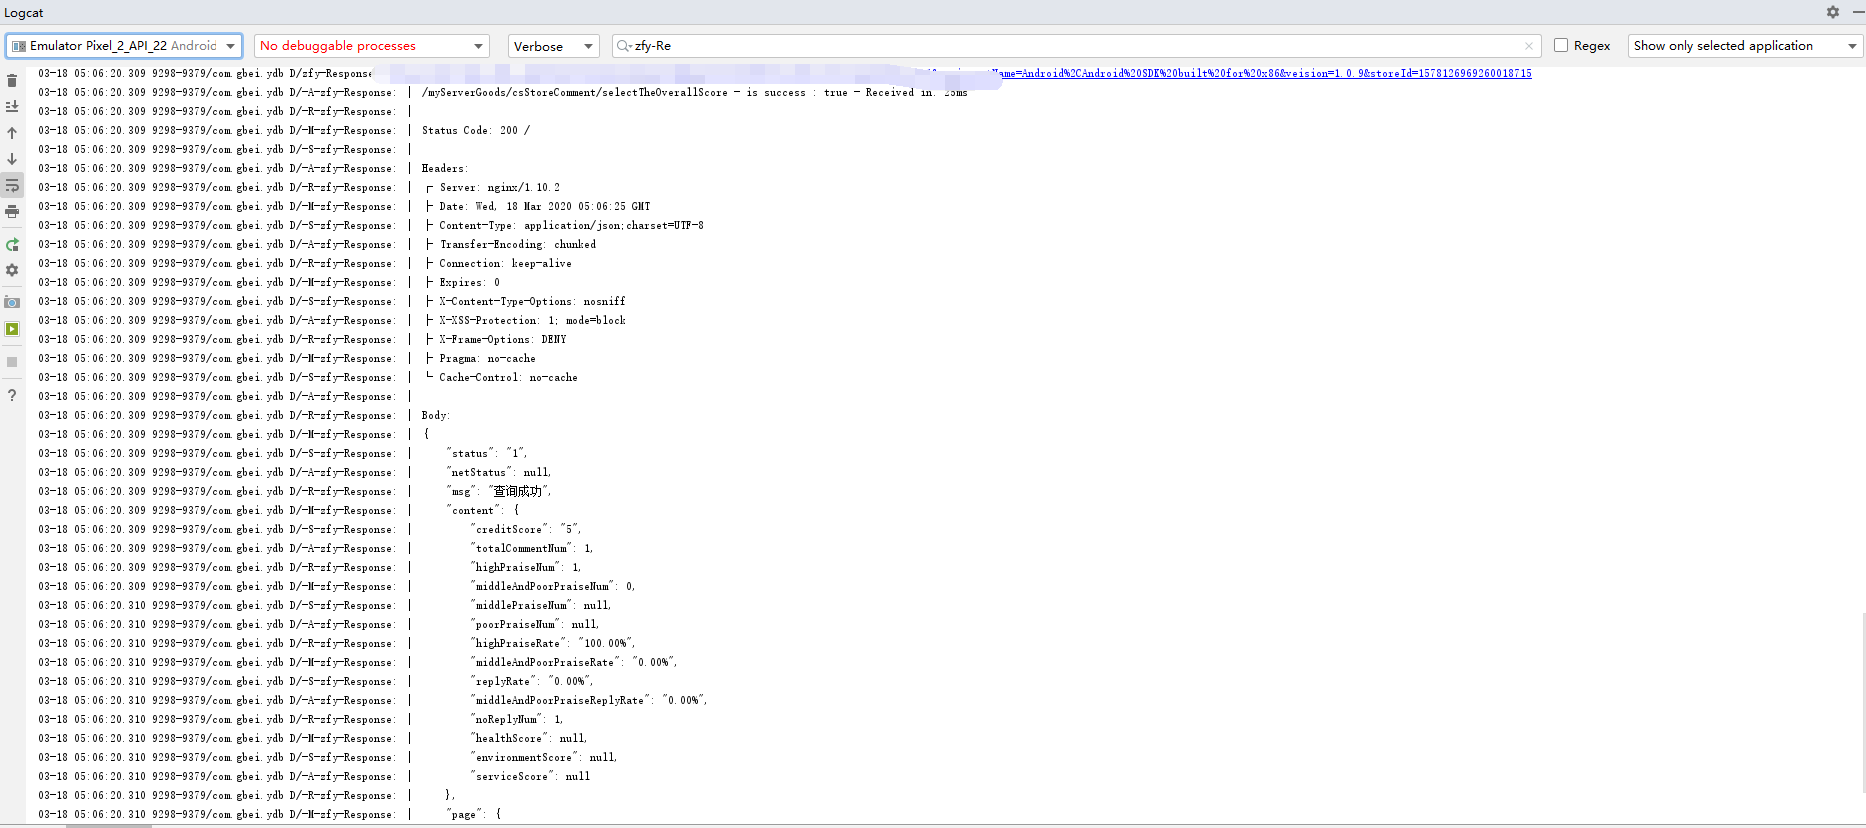 Logcat
Emulator Pixel_2_API_22 Android
No debuggable processes
Verbose
zfy-Re
Regex
Show only selected application
03-18 05:06:20.309 9298-9379/com.gbei.ydb D/zfy-Response Name=Android%2CAndroid%20SDK%20built%20for%20x86&veision=1.0.9&storeId=1578126969260018715
03-18 05:06:20.309 9298-9379/com.gbei.ydb D/-A-zfy-Response: | /myServerGoods/csStoreComment/selectTheOverallScore - is success : true - Received in: 25ms
03-18 05:06:20.309 9298-9379/com.gbei.ydb D/-R-zfy-Response: |
03-18 05:06:20.309 9298-9379/com.gbei.ydb D/-M-zfy-Response: | Status Code: 200 /
03-18 05:06:20.309 9298-9379/com.gbei.ydb D/-S-zfy-Response: |
03-18 05:06:20.309 9298-9379/com.gbei.ydb D/-A-zfy-Response: | Headers:
03-18 05:06:20.309 9298-9379/com.gbei.ydb D/-R-zfy-Response: | ┌ Server: nginx/1.10.2
03-18 05:06:20.309 9298-9379/com.gbei.ydb D/-M-zfy-Response: | ├ Date: Wed, 18 Mar 2020 05:06:25 GMT
03-18 05:06:20.309 9298-9379/com.gbei.ydb D/-S-zfy-Response: | ├ Content-Type: application/json;charset=UTF-8
03-18 05:06:20.309 9298-9379/com.gbei.ydb D/-A-zfy-Response: | ├ Transfer-Encoding: chunked
03-18 05:06:20.309 9298-9379/com.gbei.ydb D/-R-zfy-Response: | ├ Connection: keep-alive
03-18 05:06:20.309 9298-9379/com.gbei.ydb D/-M-zfy-Response: | ├ Expires: 0
03-18 05:06:20.309 9298-9379/com.gbei.ydb D/-S-zfy-Response: | ├ X-Content-Type-Options: nosniff
03-18 05:06:20.309 9298-9379/com.gbei.ydb D/-A-zfy-Response: | ├ X-XSS-Protection: 1; mode=block
03-18 05:06:20.309 9298-9379/com.gbei.ydb D/-R-zfy-Response: | ├ X-Frame-Options: DENY
03-18 05:06:20.309 9298-9379/com.gbei.ydb D/-M-zfy-Response: | ├ Pragma: no-cache
03-18 05:06:20.309 9298-9379/com.gbei.ydb D/-S-zfy-Response: | └ Cache-Control: no-cache
03-18 05:06:20.309 9298-9379/com.gbei.ydb D/-A-zfy-Response: |
03-18 05:06:20.309 9298-9379/com.gbei.ydb D/-R-zfy-Response: | Body:
03-18 05:06:20.309 9298-9379/com.gbei.ydb D/-M-zfy-Response: | {
03-18 05:06:20.309 9298-9379/com.gbei.ydb D/-S-zfy-Response: | "status": "1",
03-18 05:06:20.309 9298-9379/com.gbei.ydb D/-A-zfy-Response: | "netStatus": null,
03-18 05:06:20.309 9298-9379/com.gbei.ydb D/-R-zfy-Response: | "msg": "查询成功",
03-18 05:06:20.309 9298-9379/com.gbei.ydb D/-M-zfy-Response: | "content": {
03-18 05:06:20.309 9298-9379/com.gbei.ydb D/-S-zfy-Response: | "creditScore": "5",
03-18 05:06:20.309 9298-9379/com.gbei.ydb D/-A-zfy-Response: | "totalCommentNum": 1,
03-18 05:06:20.309 9298-9379/com.gbei.ydb D/-R-zfy-Response: | "highPraiseNum": 1,
03-18 05:06:20.309 9298-9379/com.gbei.ydb D/-M-zfy-Response: | "middleAndPoorPraiseNum": 0,
03-18 05:06:20.310 9298-9379/com.gbei.ydb D/-S-zfy-Response: | "middlePraiseNum": null,
03-18 05:06:20.310 9298-9379/com.gbei.ydb D/-A-zfy-Response: | "poorPraiseNum": null,
03-18 05:06:20.310 9298-9379/com.gbei.ydb D/-R-zfy-Response: | "highPraiseRate": "100.00%",
03-18 05:06:20.310 9298-9379/com.gbei.ydb D/-M-zfy-Response: | "middleAndPoorPraiseRate": "0.00%",
03-18 05:06:20.310 9298-9379/com.gbei.ydb D/-S-zfy-Response: | "replyRate": "0.00%",
03-18 05:06:20.310 9298-9379/com.gbei.ydb D/-A-zfy-Response: | "middleAndPoorPraiseReplyRate": "0.00%",
03-18 05:06:20.310 9298-9379/com.gbei.ydb D/-R-zfy-Response: | "noReplyNum": 1,
03-18 05:06:20.310 9298-9379/com.gbei.ydb D/-M-zfy-Response: | "healthScore": null,
03-18 05:06:20.310 9298-9379/com.gbei.ydb D/-S-zfy-Response: | "environmentScore": null,
03-18 05:06:20.310 9298-9379/com.gbei.ydb D/-A-zfy-Response: | "serviceScore": null
03-18 05:06:20.310 9298-9379/com.gbei.ydb D/-R-zfy-Response: | },
03-18 05:06:20.310 9298-9379/com.gbei.ydb D/-M-zfy-Response: | "page": {